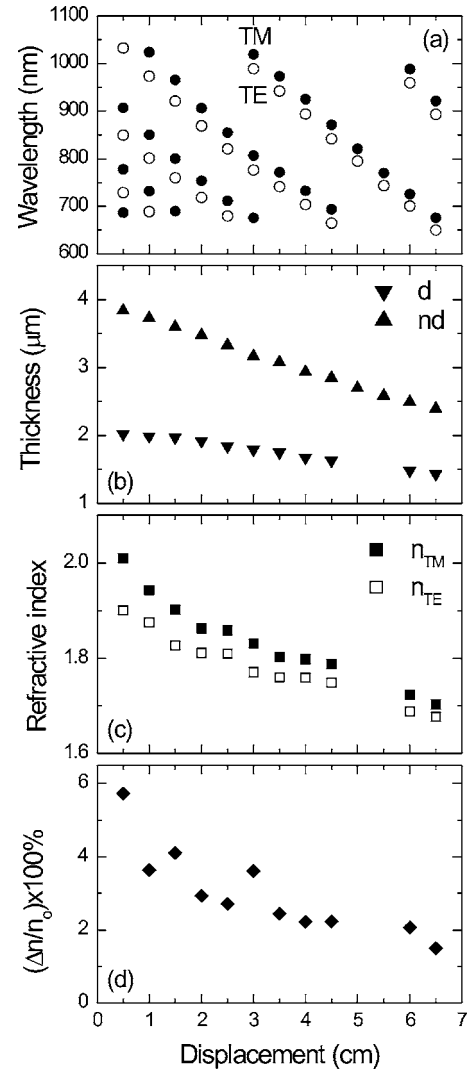 1100
1000
900
800
700
600
Wavelength (nm)
TM
TE
(a)
4
3
2
1
Thickness (μm)
d
nd
(b)
2.0
1.8
1.6
Refractive index
n_TM
n_TE
(c)
6
4
2
0
(Δn/n_o)x100%
(d)
0 1 2 3 4 5 6 7
Displacement (cm)